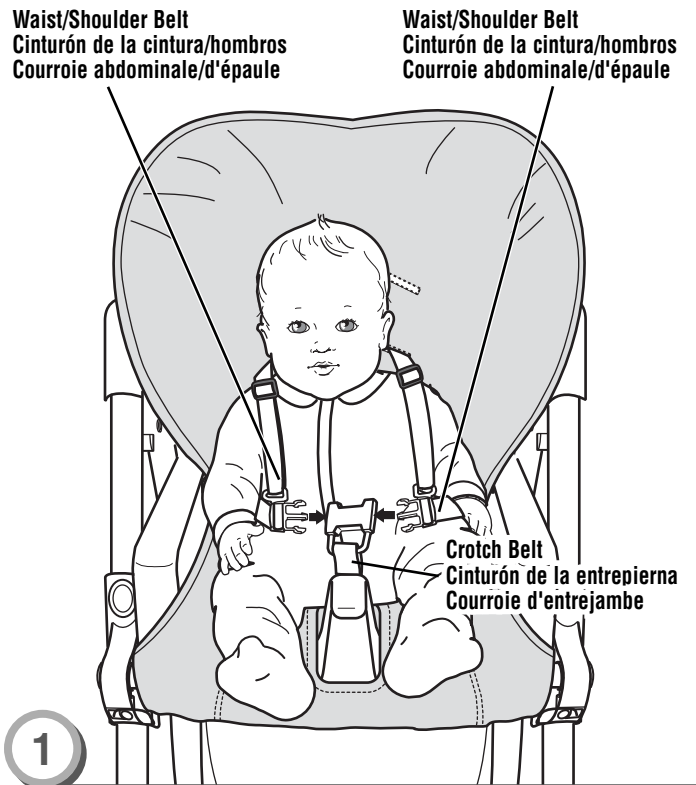 Waist/Shoulder Belt
Cinturón de la cintura/hombros
Courroie abdominale/d'épaule
Waist/Shoulder Belt
Cinturón de la cintura/hombros
Courroie abdominale/d'épaule
Crotch Belt
Cinturón de la entrepierna
Courroie d'entrejambe
1